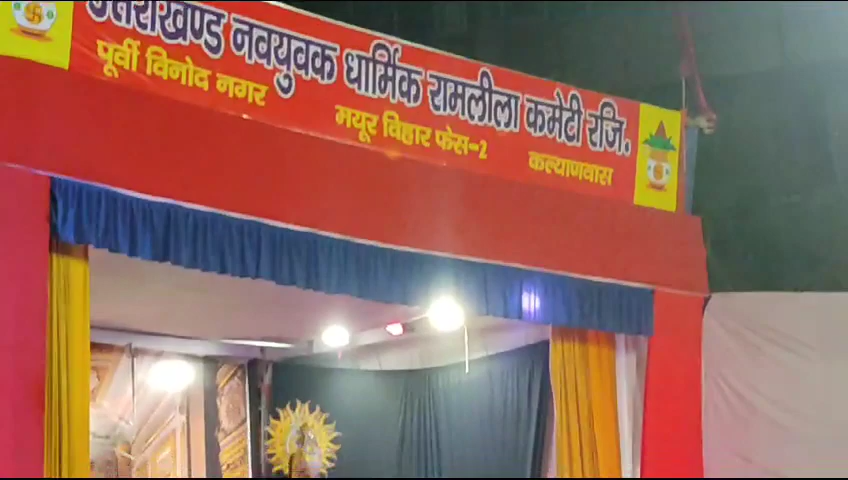 उत्तराखण्ड नवयुवक धार्मिक रामलीला कमेटी रजि.
पूर्वी विनोद नगर मयूर विहार फेस-2 कल्याणवास